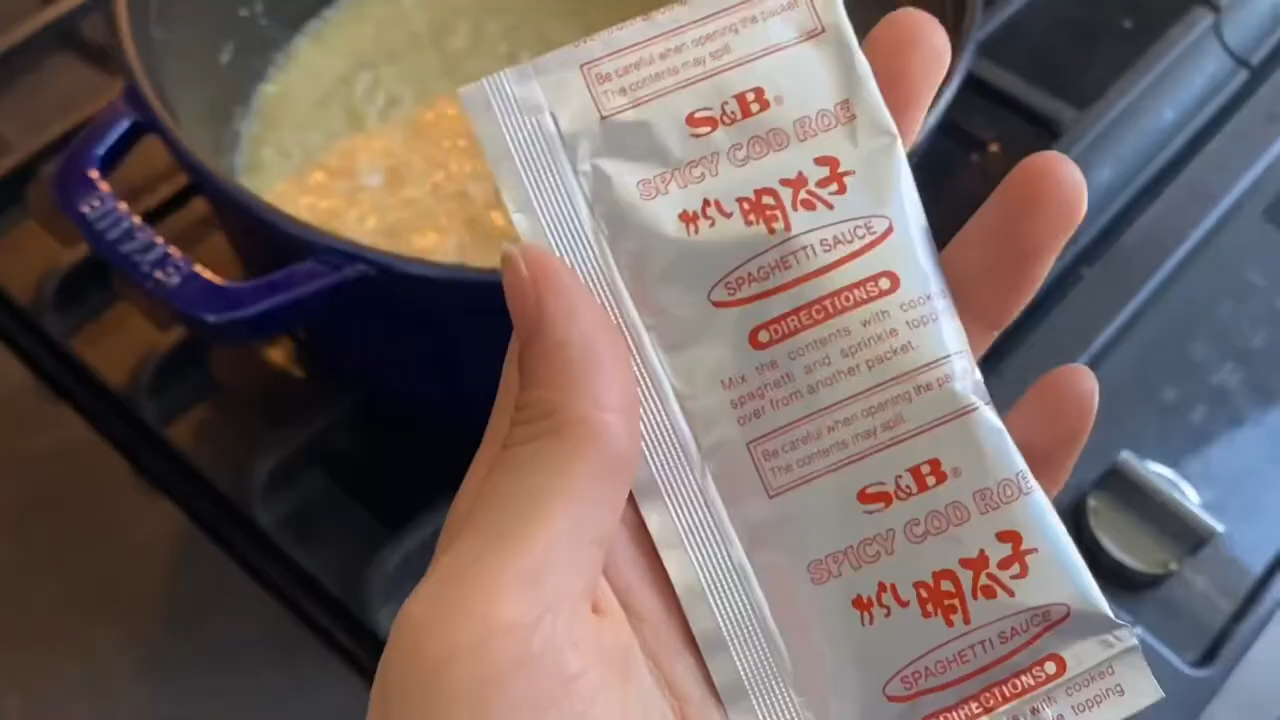 Be careful when opening the packet
The contents may spill.
S&B®
SPICY COD ROE
からし明太子
SPAGHETTI SAUCE
DIRECTIONS
Mix the contents with
spaghetti and sprinkle
over from another packet.
Be careful when opening the
The contents may spill.
S&B®
SPICY COD ROE
からし明太子
SPAGHETTI SAUCE
DIRECTIONS
with cooked
topping
STAUB